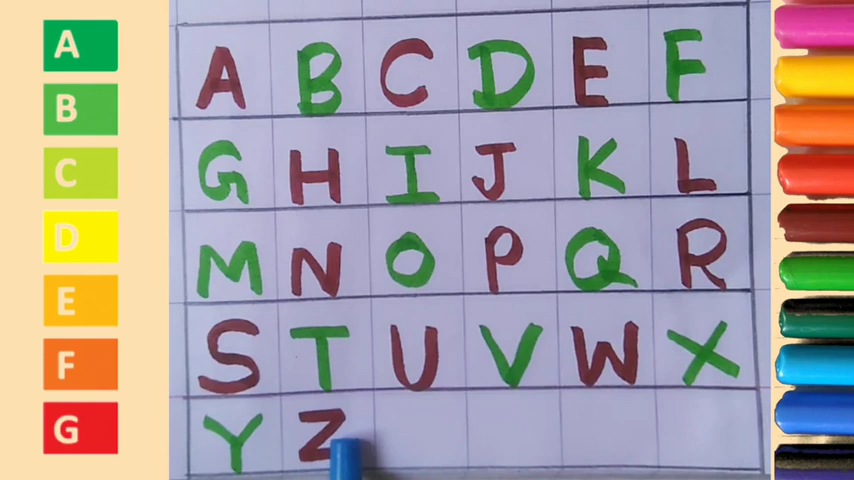 A
B
C
D
E
F
G
A B C D E F
G H I J K L
M N O P Q R
S T U V W X
Y Z